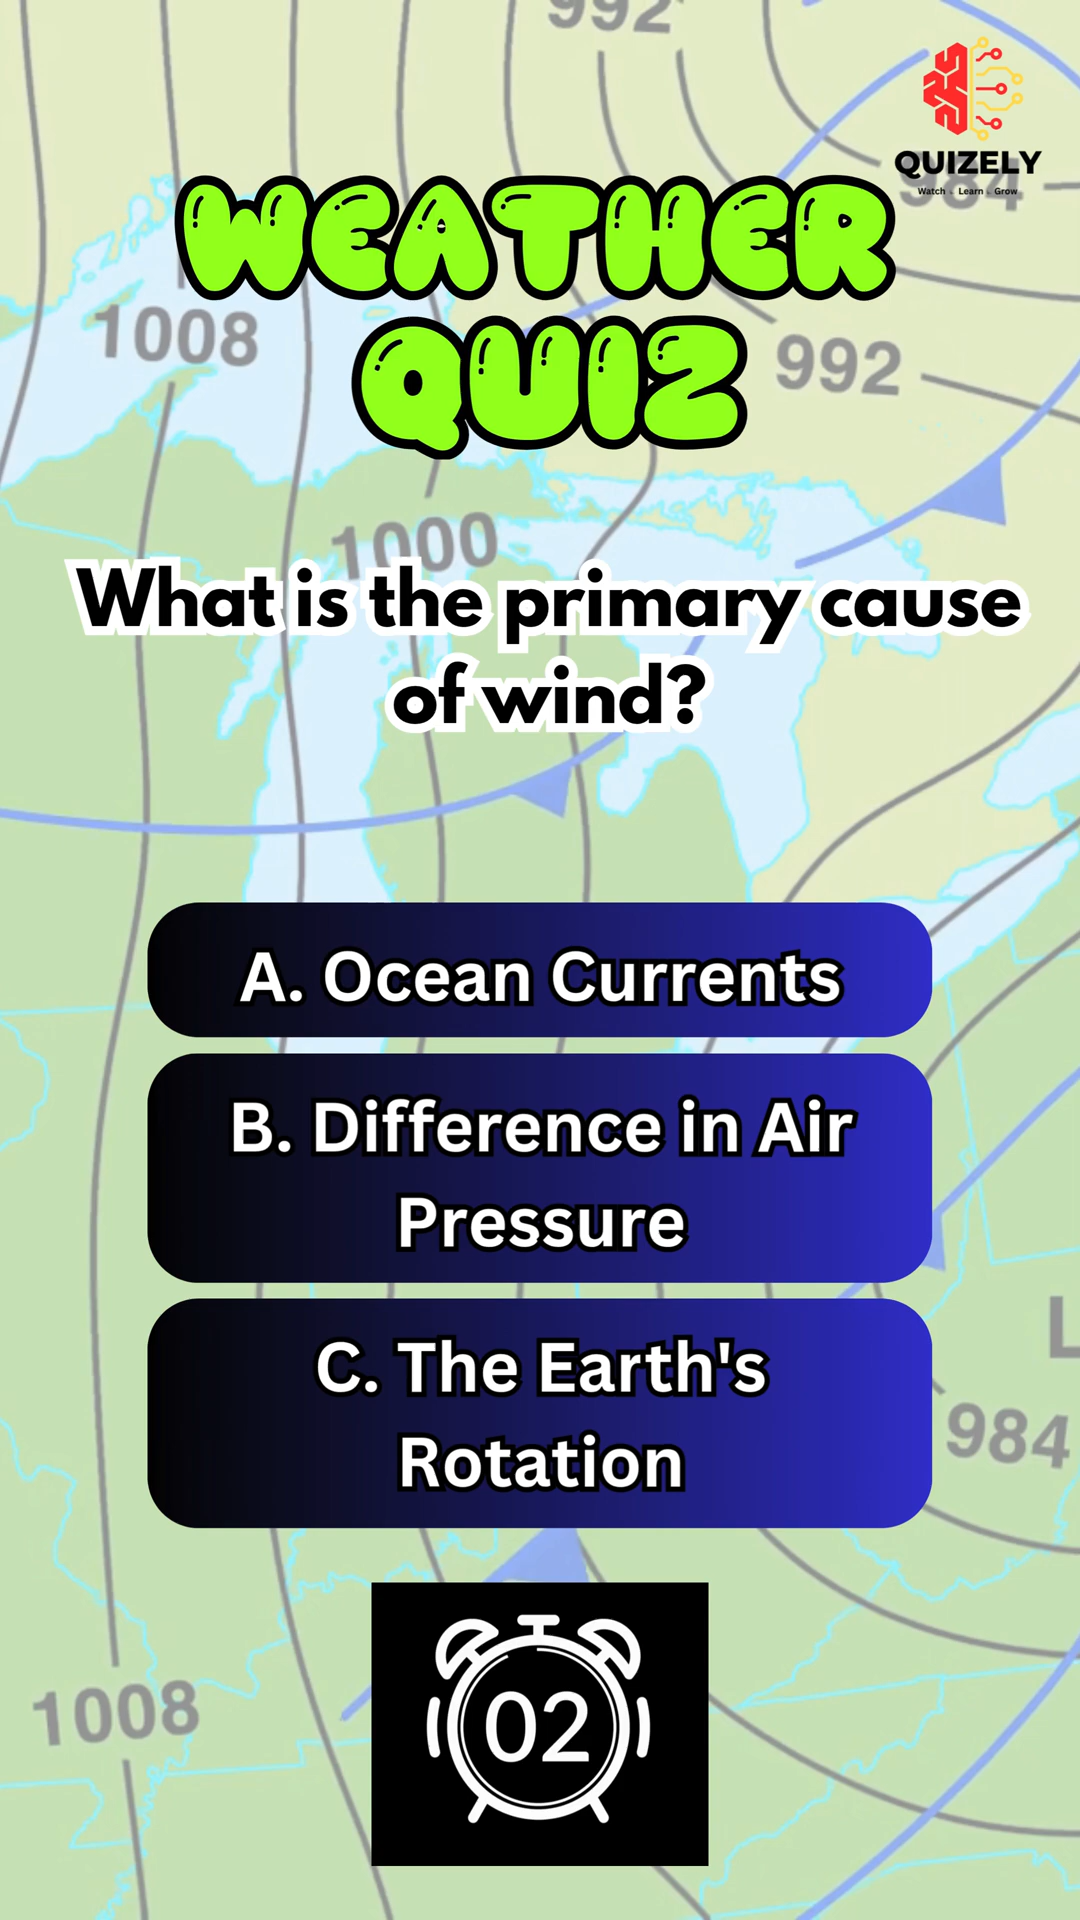 992
QUIZELY
Watch Learn Grow
984
WEATHER
QUIZ
1008
992
1000
What is the primary cause
of wind?
A. Ocean Currents
B. Difference in Air
Pressure
C. The Earth's
Rotation
L
984
02
1008